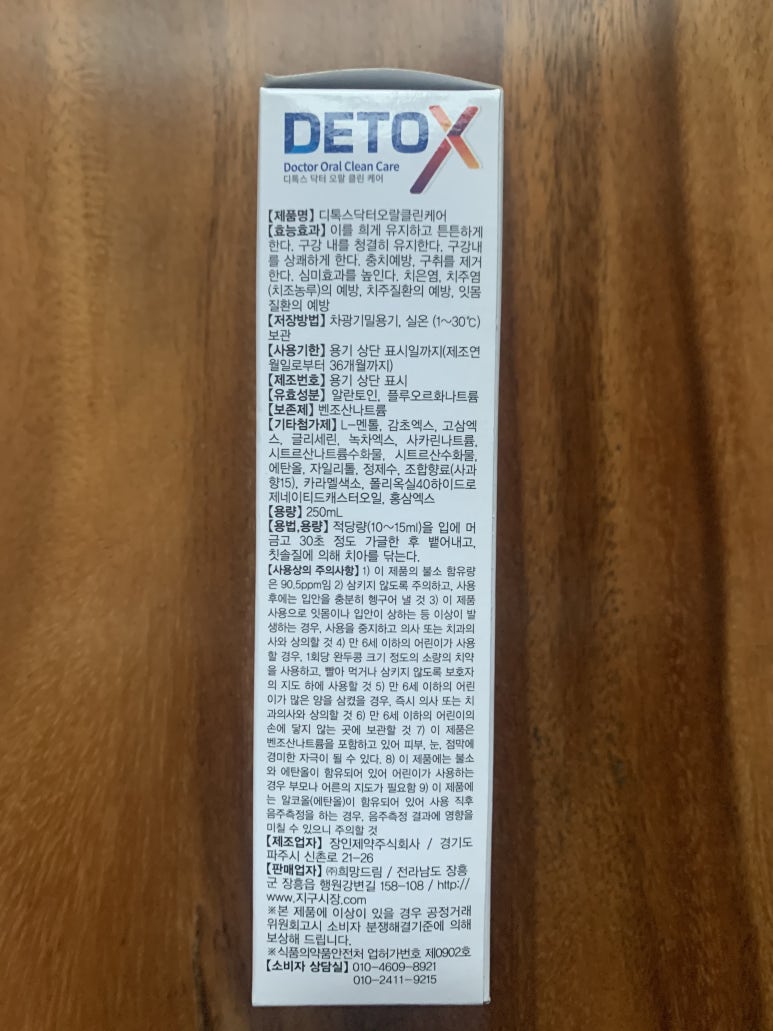 DETOX
Doctor Oral Clean Care
디톡스 닥터 오랄 클린 케어
【제품명】 디톡스닥터오랄클린케어
【효능효과】 이를 희게 유지하고 튼튼하게
한다. 구강 내를 청결히 유지한다. 구강내
를 상쾌하게 한다. 충치예방, 구취를 제거
한다. 심미효과를 높인다. 치은염, 치주염
(치조농루)의 예방, 치주질환의 예방, 잇몸
질환의 예방
【저장방법】 차광기밀용기, 실온 (1~30℃)
보관
【사용기한】 용기 상단 표시일까지(제조연
월일로부터 36개월까지)
【제조번호】 용기 상단 표시
【유효성분】 알란토인, 플루오르화나트륨
【보존제】 벤조산나트륨
【기타첨가제】 L-멘톨, 감초엑스, 고삼엑
스, 글리세린, 녹차엑스, 사카린나트륨,
시트르산나트륨수화물, 시트르산수화물,
에탄올, 자일리톨, 정제수, 조합향료(사과
향15), 카라멜색소, 폴리옥실40하이드로
제네이티드캐스터오일, 홍삼엑스
【용량】 250mL
【용법,용량】 적당량(10~15ml)을 입에 머
금고 30초 정도 가글한 후 뱉어내고,
칫솔질에 의해 치아를 닦는다.
【사용상의 주의사항】 1) 이 제품의 불소 함유량
은 90.5ppm임 2) 삼키지 않도록 주의하고, 사용
후에는 입안을 충분히 헹구어 낼 것 3) 이 제품
사용으로 잇몸이나 입안이 상하는 등 이상이 발
생하는 경우, 사용을 중지하고 의사 또는 치과의
사와 상의할 것 4) 만 6세 이하의 어린이가 사용
할 경우, 1회당 완두콩 크기 정도의 소량의 치약
을 사용하고, 빨아 먹거나 삼키지 않도록 보호자
의 지도 하에 사용할 것 5) 만 6세 이하의 어린
이가 많은 양을 삼켰을 경우, 즉시 의사 또는 치
과의사와 상의할 것 6) 만 6세 이하의 어린이의
손에 닿지 않는 곳에 보관할 것 7) 이 제품은
벤조산나트륨을 포함하고 있어 피부, 눈, 점막에
경미한 자극이 될 수 있다. 8) 이 제품에는 불소
와 에탄올이 함유되어 있어 어린이가 사용하는
경우 부모나 어른의 지도가 필요함 9) 이 제품에
는 알코올(에탄올)이 함유되어 있어 사용 직후
음주측정을 하는 경우, 음주측정 결과에 영향을
미칠 수 있으니 주의할 것
【제조업자】 장인제약주식회사 / 경기도
파주시 신촌로 21-26
【판매업자】 ㈜희망드림 / 전라남도 장흥
군 장흥읍 행원강변길 158-108 / http://
www.지구시장.com
※본 제품에 이상이 있을 경우 공정거래
위원회고시 소비자 분쟁해결기준에 의해
보상해 드립니다.
※식품의약품안전처 업허가번호 제0902호
【소비자 상담실】 010-4609-8921
010-2411-9215